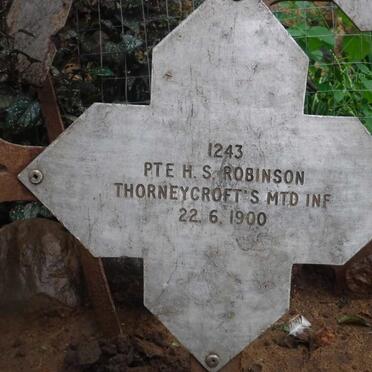 1243
PTE H. S. ROBINSON
THORNEYCROFT'S MTD INF
22. 6. 1900